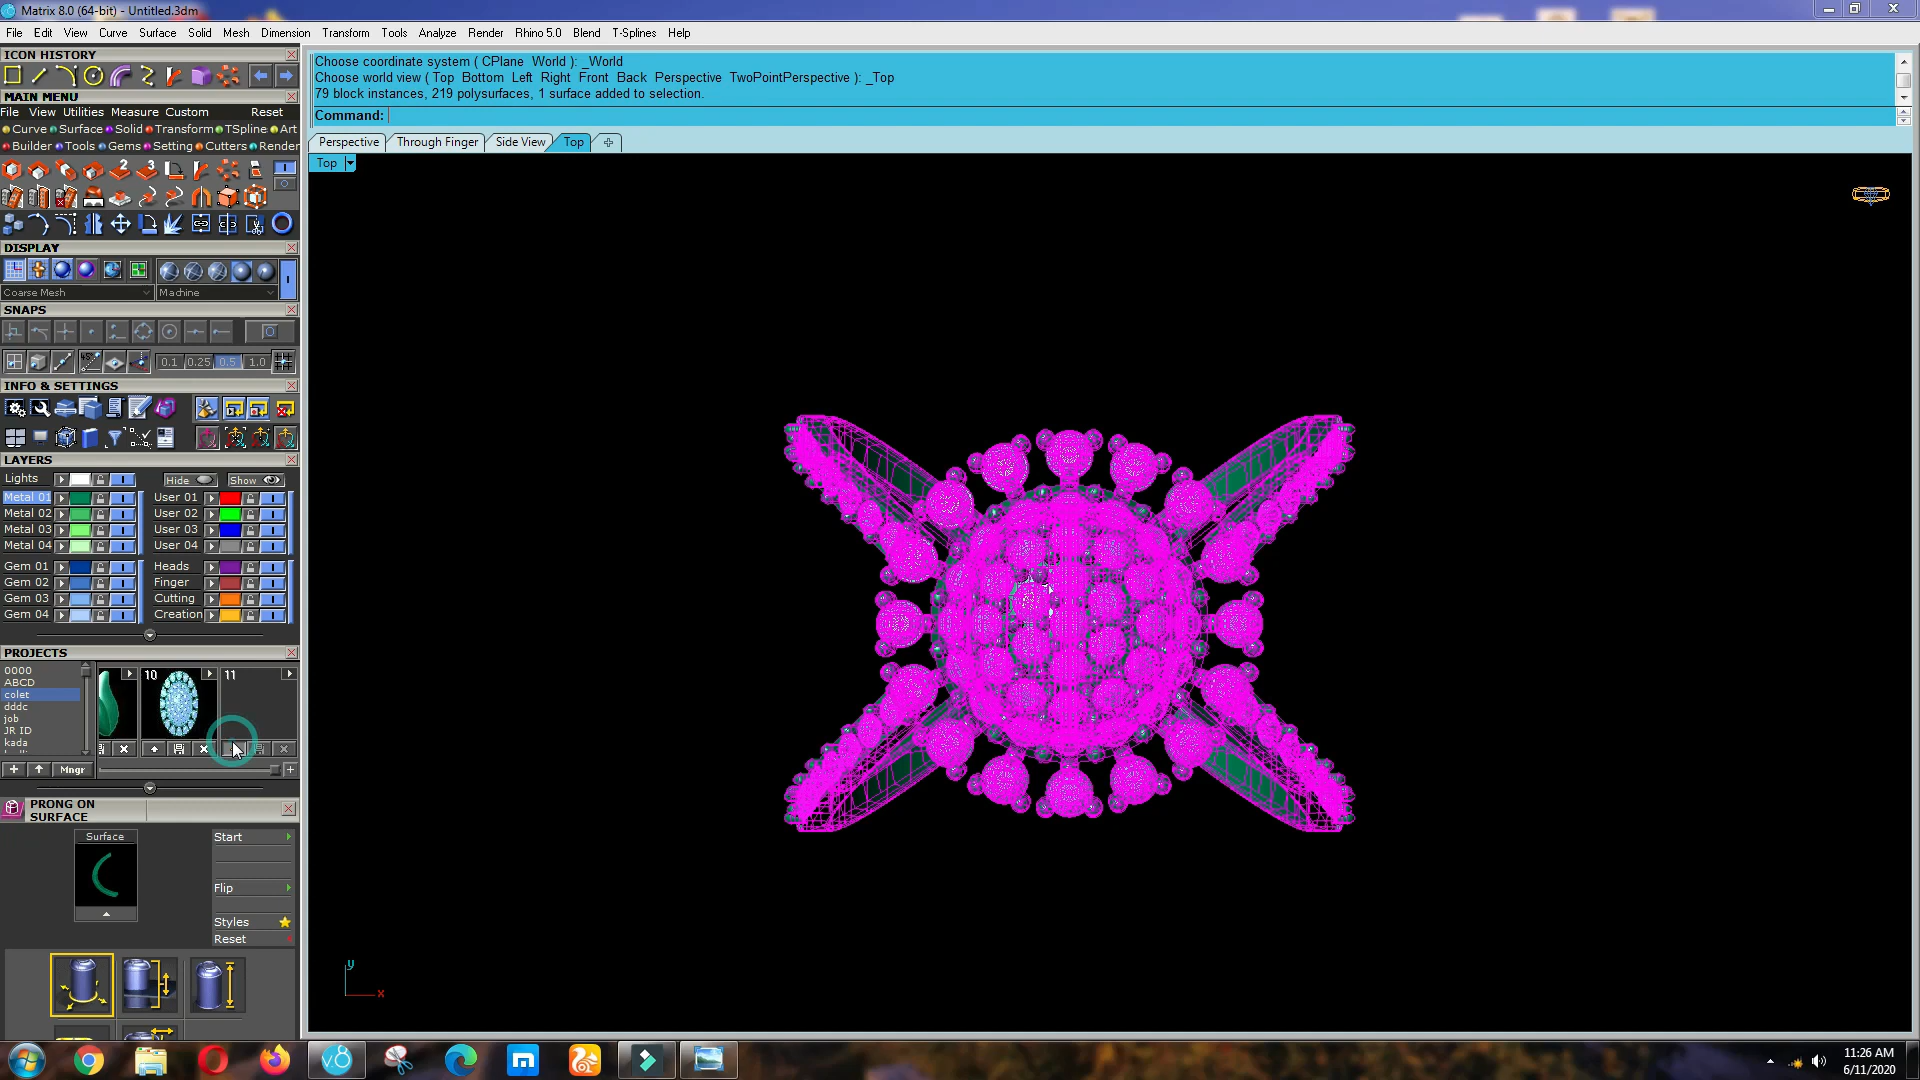 Matrix 8.0 (64-bit) - Untitled.3dm
File Edit View Curve Surface Solid Mesh Dimension Transform Tools Analyze Render Rhino 5.0 Blend T-Splines Help
ICON HISTORY
Choose coordinate system ( CPlane World ): _World
Choose world view ( Top Bottom Left Right Front Back Perspective TwoPointPerspective ): _Top
79 block instances, 219 polysurfaces, 1 surface added to selection.
Command:
MAIN MENU
File View Utilities Measure Custom Reset
Curve Surface Solid Transform TSpline Art
Builder Tools Gems Setting Cutters Render
Perspective Through Finger Side View Top
Top
2 3
DISPLAY
Coarse Mesh Machine
SNAPS
0.1 0.25 0.5 1.0
INFO & SETTINGS
LAYERS
Lights Hide Show
Metal 01 User 01
Metal 02 User 02
Metal 03 User 03
Metal 04 User 04
Gem 01 Heads
Gem 02 Finger
Gem 03 Cutting
Gem 04 Creation
PROJECTS
0000
ABCD
colet
dddc
job
JR ID
kada
10 11
Mngr
PRONG ON
SURFACE
Surface
Start
Flip
Styles
Reset
y
x
v8
11:26 AM
6/11/2020